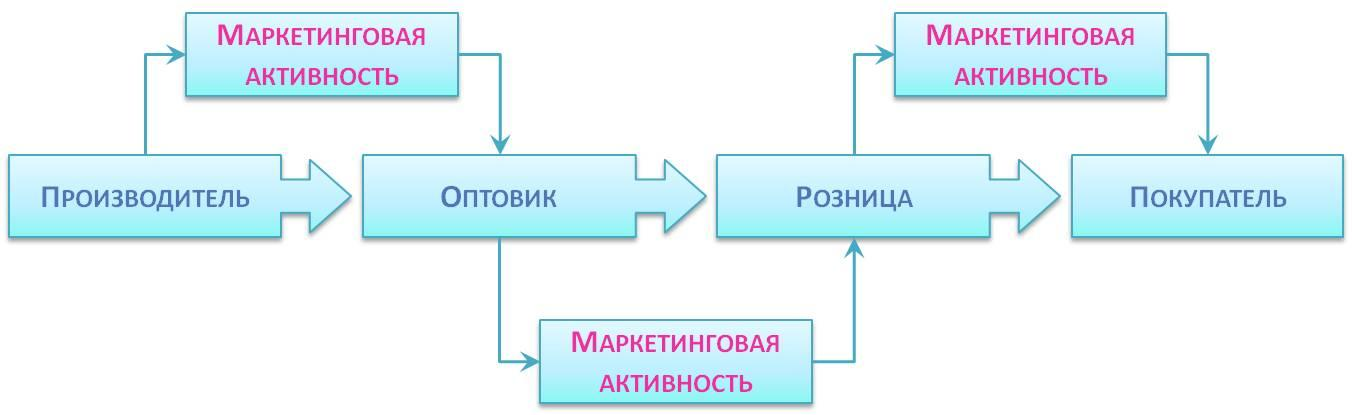 Маркетинговая
активность
Маркетинговая
активность
Производитель
Оптовик
Розница
Покупатель
Маркетинговая
активность